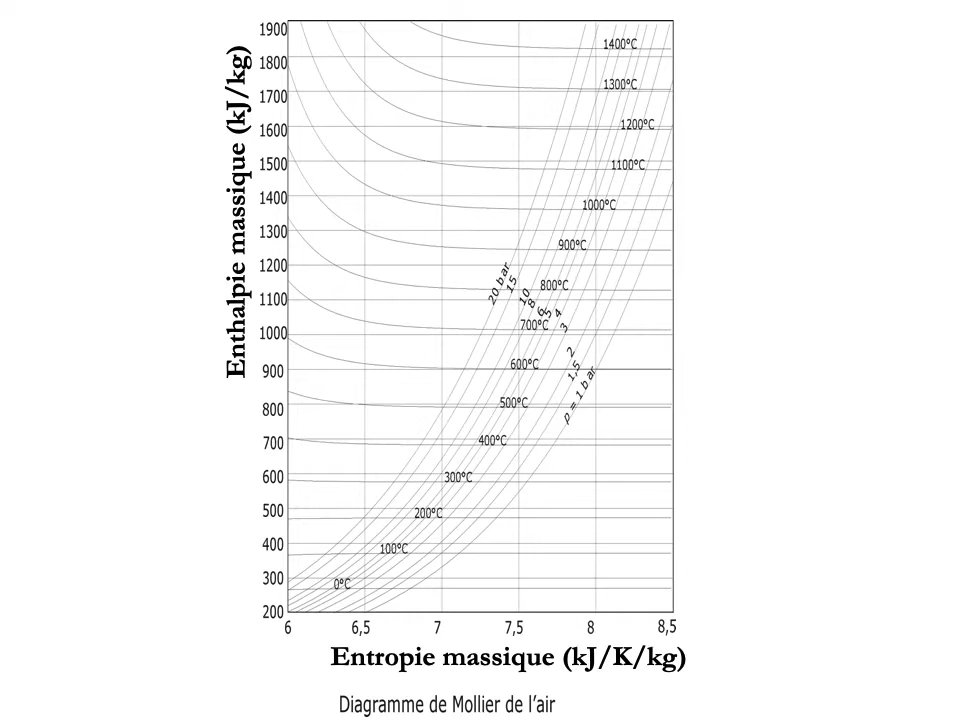 Enthalpie massique (kJ/kg)
1900
1800
1700
1600
1500
1400
1300
1200
1100
1000
900
800
700
600
500
400
300
200
1400°C
1300°C
1200°C
1100°C
1000°C
900°C
800°C
700°C
600°C
500°C
400°C
300°C
200°C
100°C
0°C
20 bar
15
10
8
6
5
4
3
2
1,5
p = 1 bar
6 6,5 7 7,5 8 8,5
Entropie massique (kJ/K/kg)
Diagramme de Mollier de l'air